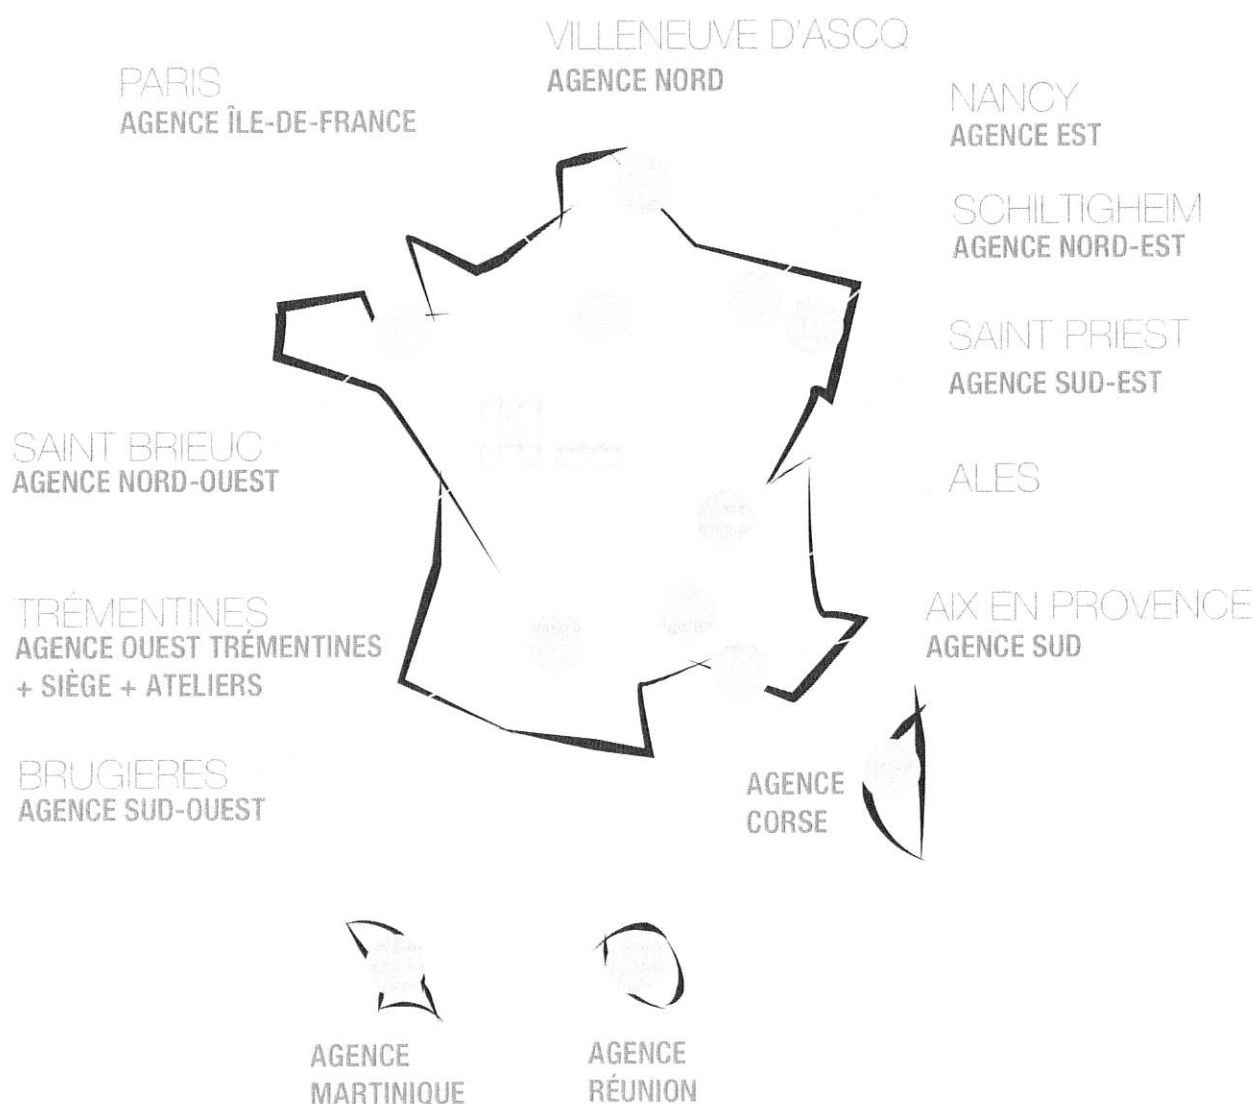 VILLENEUVE D'ASCQ
AGENCE NORD
PARIS
AGENCE ÎLE-DE-FRANCE
NANCY
AGENCE EST
SCHILTIGHEIM
AGENCE NORD-EST
SAINT PRIEST
AGENCE SUD-EST
SAINT BRIEUC
AGENCE NORD-OUEST
ALES
TRÉMENTINES
AGENCE OUEST TRÉMENTINES
+ SIÈGE + ATELIERS
AIX EN PROVENCE
AGENCE SUD
BRUGIERES
AGENCE SUD-OUEST
AGENCE
CORSE
AGENCE
MARTINIQUE
AGENCE
RÉUNION